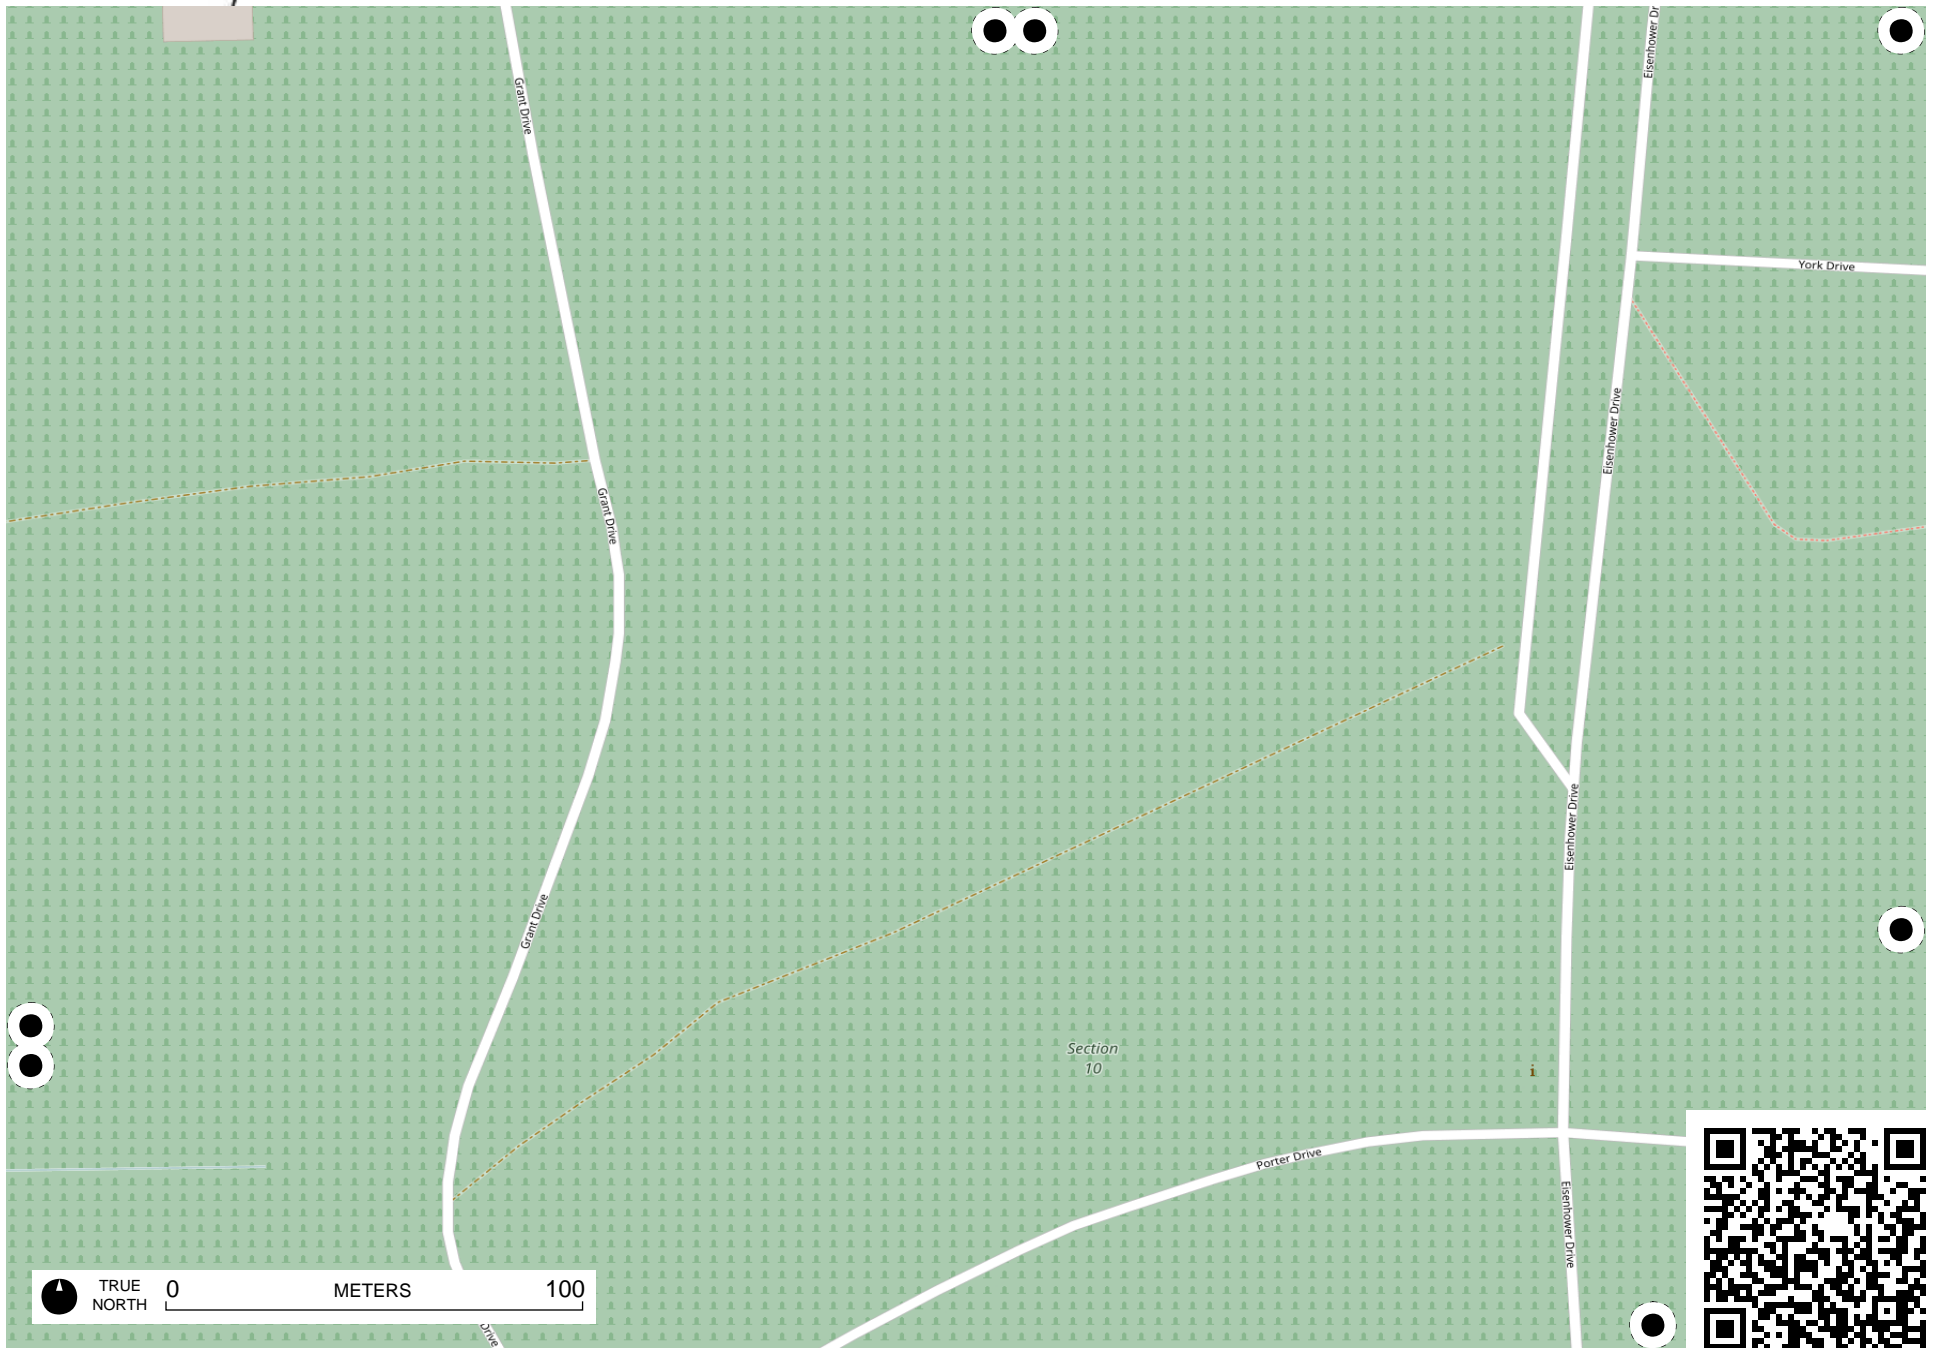 Grant Drive
Eisenhower Dr
York Drive
Eisenhower Drive
Grant Drive
Eisenhower Drive
Grant Drive
Section
10
i
Porter Drive
Eisenhower Drive
TRUE
NORTH
0
METERS
100
Drive